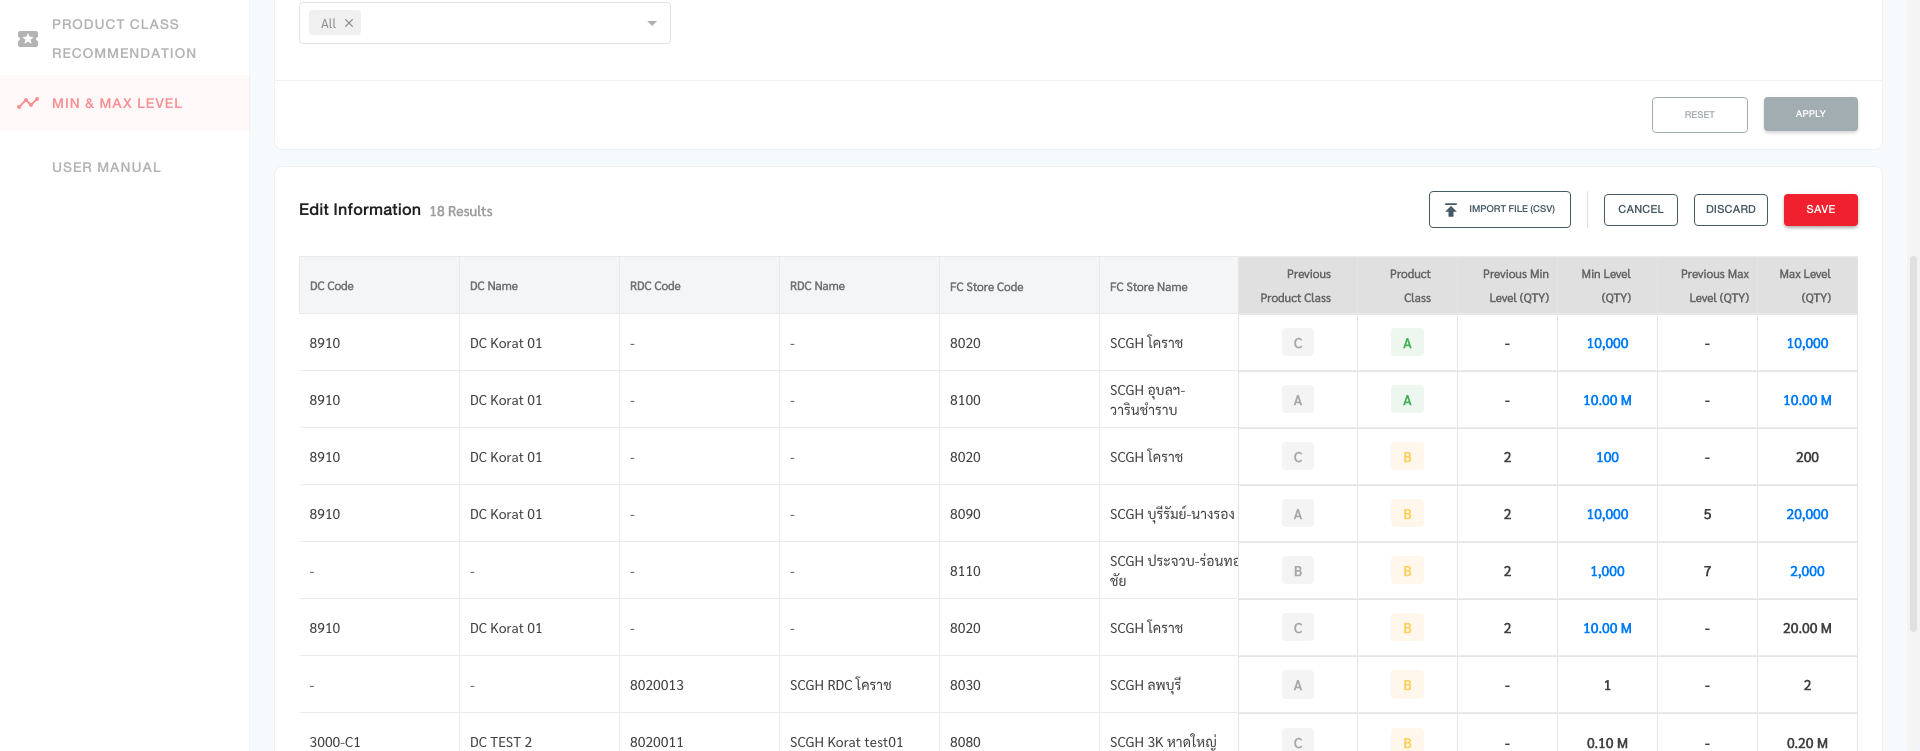 PRODUCT CLASS
RECOMMENDATION
MIN & MAX LEVEL
USER MANUAL
All
RESET
APPLY
Edit Information 18 Results
IMPORT FILE (CSV)
CANCEL
DISCARD
SAVE
DC Code DC Name RDC Code RDC Name FC Store Code FC Store Name Previous Product Class Product Class Previous Min Level (QTY) Min Level (QTY) Previous Max Level (QTY) Max Level (QTY)
8910 DC Korat 01 - - 8020 SCGH โคราช C A - 10,000 - 10,000
8910 DC Korat 01 - - 8100 SCGH อุบลฯ-วารินชำราบ A A - 10.00 M - 10.00 M
8910 DC Korat 01 - - 8020 SCGH โคราช C B 2 100 - 200
8910 DC Korat 01 - - 8090 SCGH บุรีรัมย์-นางรอง A B 2 10,000 5 20,000
- - - - 8110 SCGH ประจวบ-ร่อนทอ ชัย B B 2 1,000 7 2,000
8910 DC Korat 01 - - 8020 SCGH โคราช C B 2 10.00 M - 20.00 M
- - 8020013 SCGH RDC โคราช 8030 SCGH ลพบุรี A B - 1 - 2
3000-C1 DC TEST 2 8020011 SCGH Korat test01 8080 SCGH 3K หาดใหญ่ C B - 0.10 M - 0.20 M